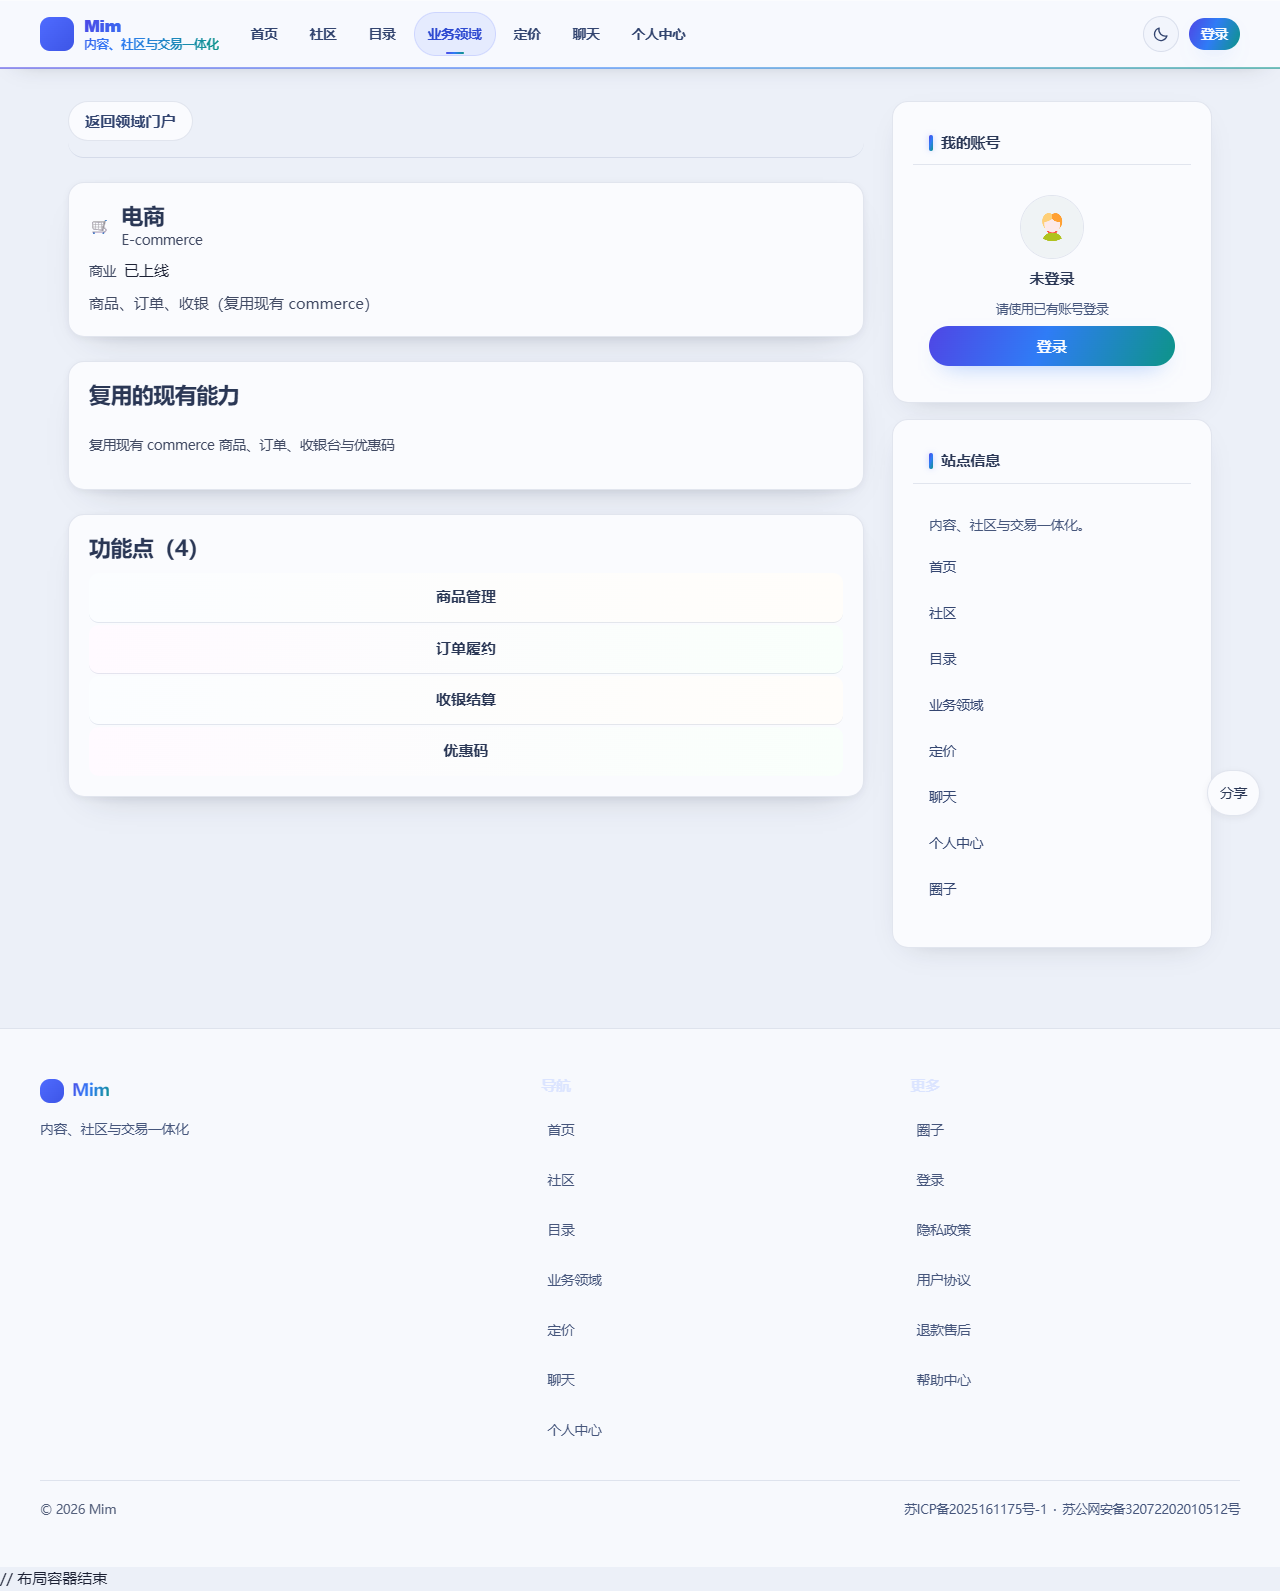 Mim
内容、社区与交易一体化
首页 社区 目录 业务领域 定价 聊天 个人中心
登录
返回领域门户
电商
E-commerce
商业 已上线
商品、订单、收银（复用现有 commerce）
复用的现有能力
复用现有 commerce 商品、订单、收银台与优惠码
功能点（4）
商品管理
订单履约
收银结算
优惠码
我的账号
未登录
请使用已有账号登录
登录
站点信息
内容、社区与交易一体化。
首页
社区
目录
业务领域
定价
聊天
个人中心
圈子
分享
Mim
内容、社区与交易一体化
导航
首页
社区
目录
业务领域
定价
聊天
个人中心
更多
圈子
登录
隐私政策
用户协议
退款售后
帮助中心
© 2026 Mim
苏ICP备2025161175号-1 · 苏公网安备32072202010512号
// 布局容器结束